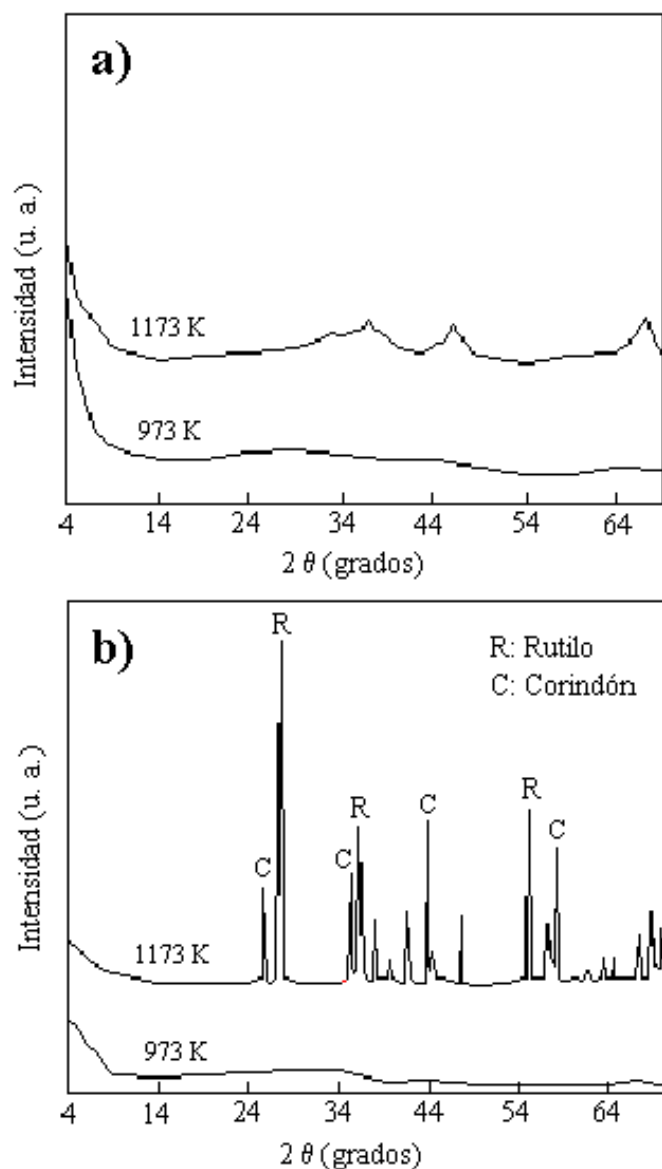 a)
Intensidad (u. a.)
1173 K
973 K
4 14 24 34 44 54 64
2 θ (grados)
b)
R
R: Rutilo
C: Corindón
Intensidad (u. a.)
C
C
R
C
R
C
1173 K
973 K
4 14 24 34 44 54 64
2 θ (grados)